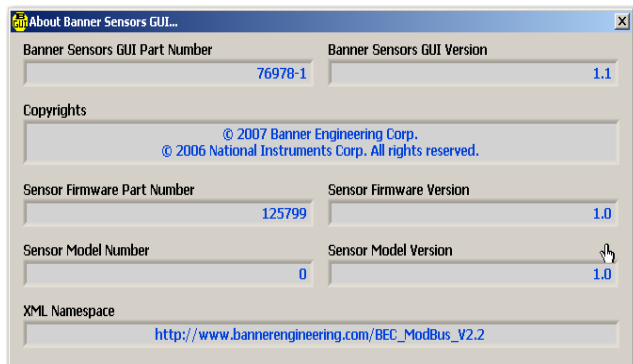 About Banner Sensors GUI...
Banner Sensors GUI Part Number Banner Sensors GUI Version
76978-1 1.1
Copyrights
© 2007 Banner Engineering Corp.
© 2006 National Instruments Corp. All rights reserved.
Sensor Firmware Part Number Sensor Firmware Version
125799 1.0
Sensor Model Number Sensor Model Version
0 1.0
XML Namespace
http://www.bannerengineering.com/BEC_ModBus_V2.2